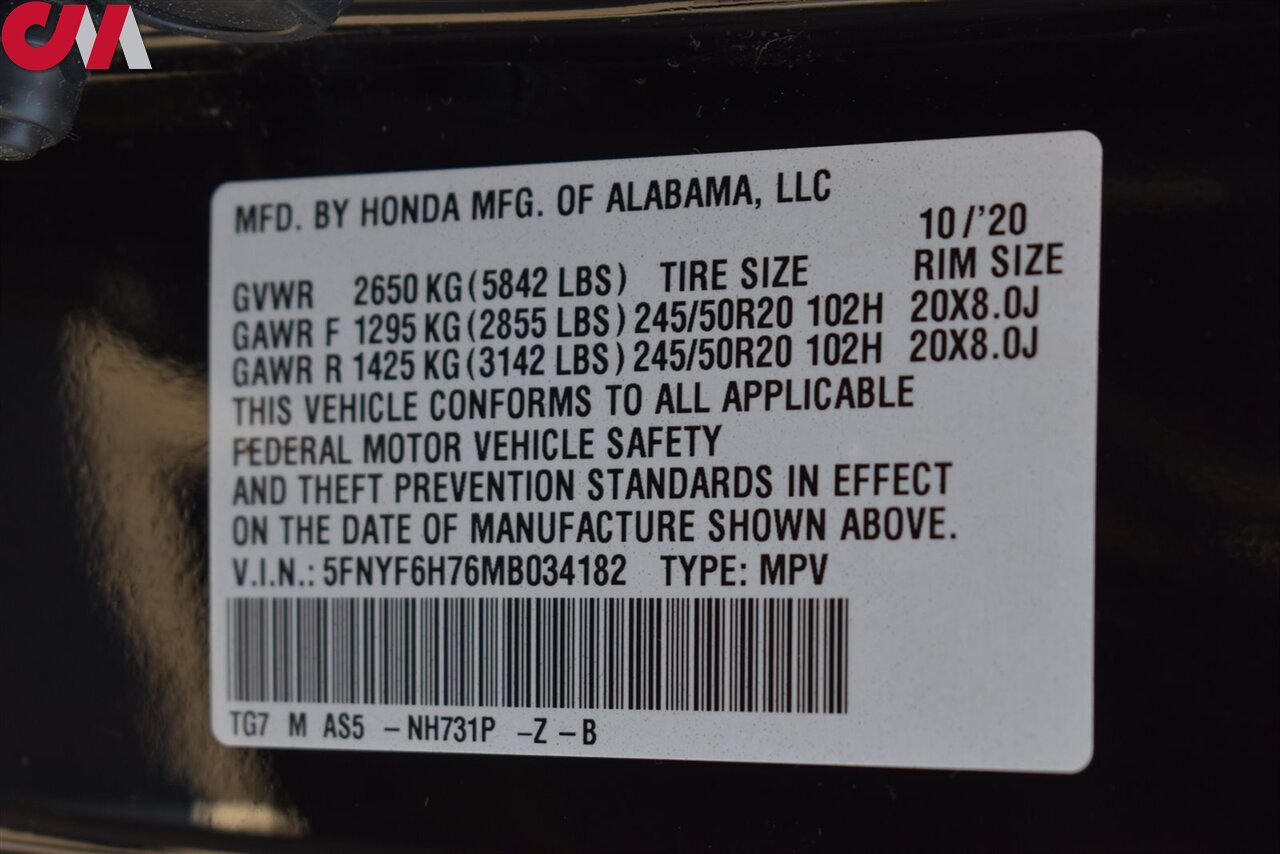 CM
MFD. BY HONDA MFG. OF ALABAMA, LLC
10/'20
GVWR 2650 KG (5842 LBS) TIRE SIZE RIM SIZE
GAWR F 1295 KG (2855 LBS) 245/50R20 102H 20X8.0J
GAWR R 1425 KG (3142 LBS) 245/50R20 102H 20X8.0J
THIS VEHICLE CONFORMS TO ALL APPLICABLE
FEDERAL MOTOR VEHICLE SAFETY
AND THEFT PREVENTION STANDARDS IN EFFECT
ON THE DATE OF MANUFACTURE SHOWN ABOVE.
V.I.N.: 5FNYF6H76MB034182 TYPE: MPV
TG7 M AS5 -NH731P -Z -B